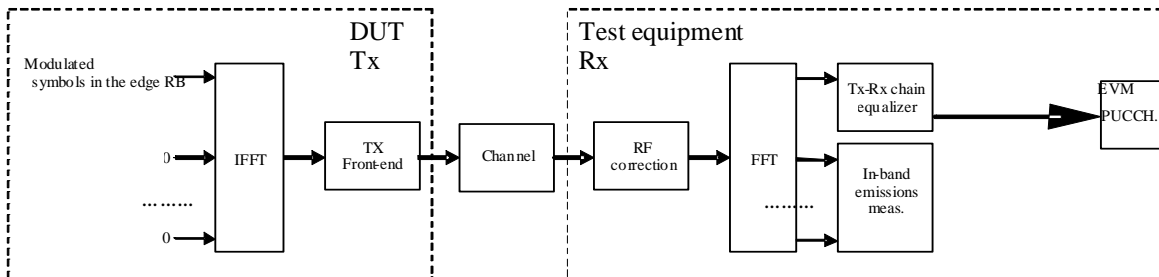 DUT
Tx
Test equipment
Rx
Modulated
symbols in the edge RB
0
………
0
IFFT
TX
Front-end
Channel
RF
correction
FFT
………
Tx-Rx chain
equalizer
In-band
emissions
meas.
EVM
PUCCH.